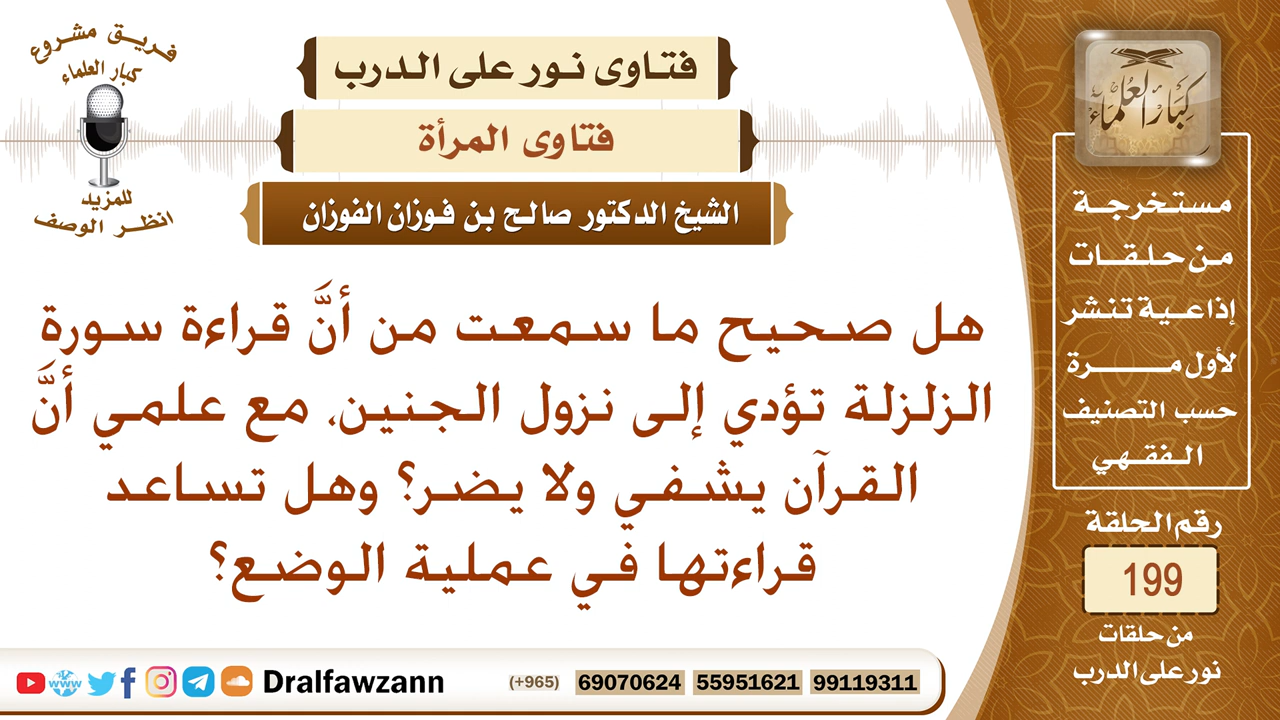 فريق مشروع
كبار العلماء
للمزيد
انظر الوصف
فتاوى نور على الدرب
فتاوى المرأة
الشيخ الدكتور صالح بن فوزان الفوزان
هل صحيح ما سمعت من أنَّ قراءة سورة
الزلزلة تؤدي إلى نزول الجنين، مع علمي أنَّ
القرآن يشفي ولا يضر؟ وهل تساعد
قراءتها في عملية الوضع؟
كبار العلماء
مستخرجة
من حلقات
إذاعية تنشر
لأول مرة
حسب التصنيف
الفقهي
رقم الحلقة
199
من حلقات
نور على الدرب
www
Dralfawzann
(+965) 69070624 55951621 99119311